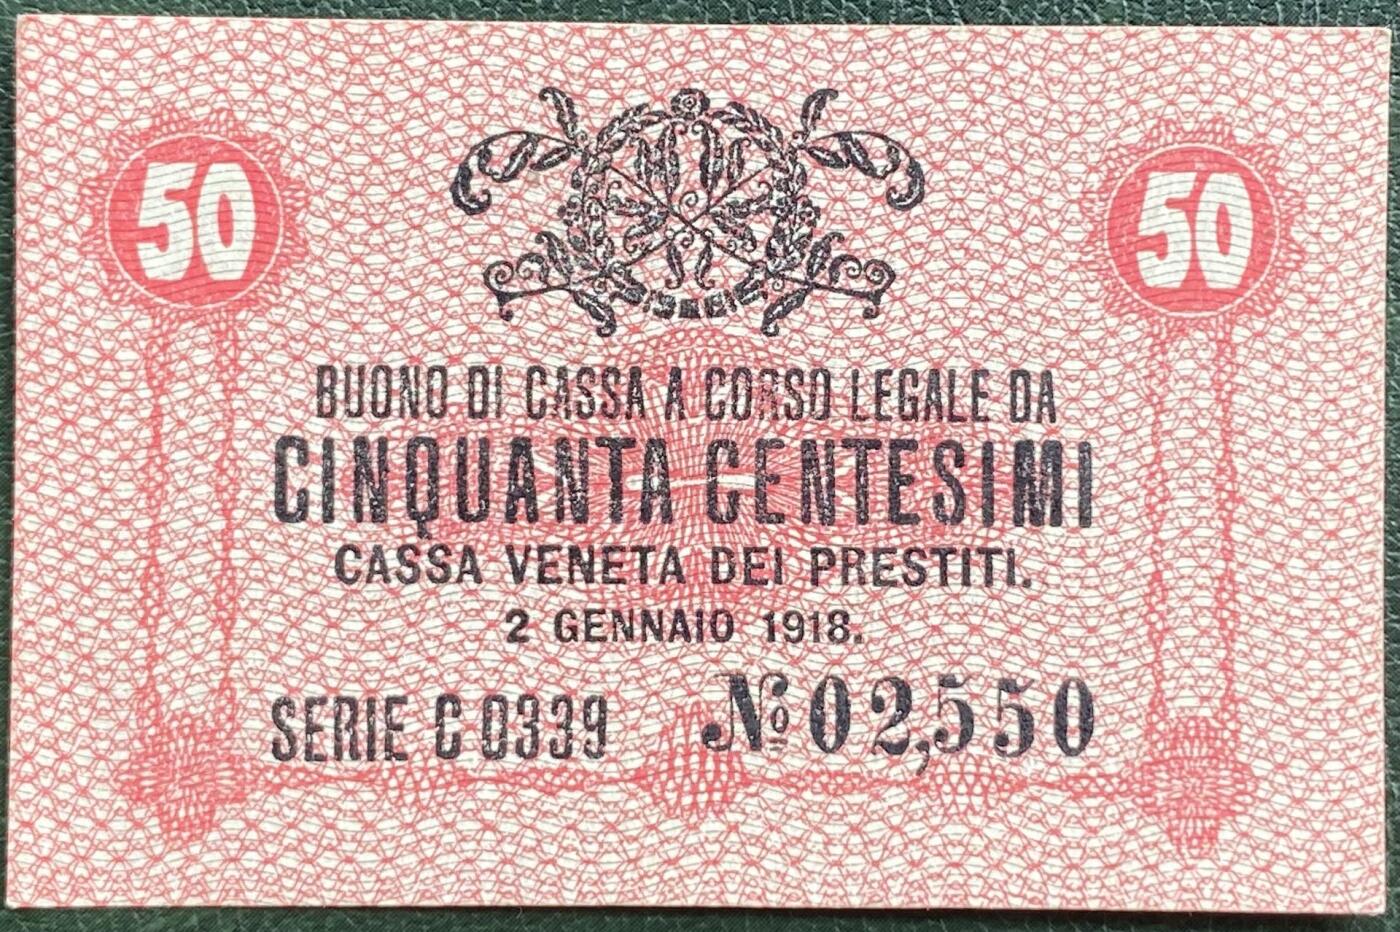 50 50
BUONO DI CASSA A CORSO LEGALE DA
CINQUANTA CENTESIMI
CASSA VENETA DEI PRESTITI.
2 GENNAIO 1918.
SERIE C 0339 No 02,550